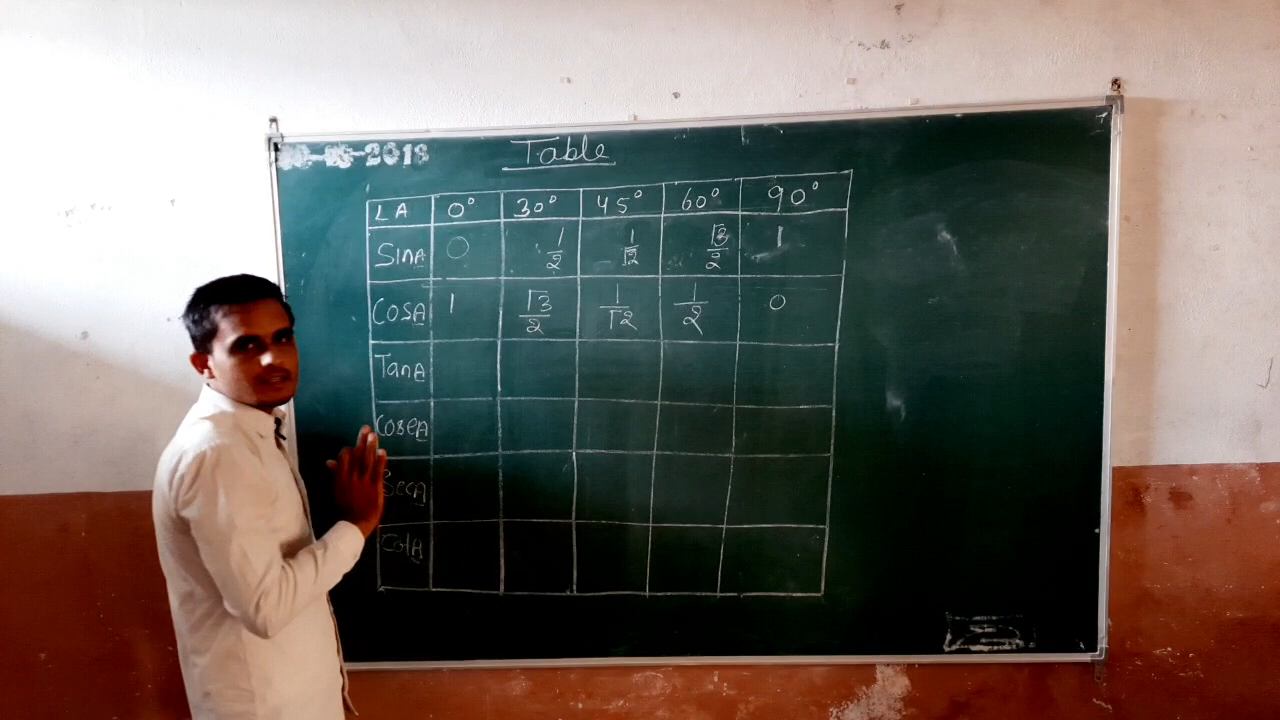 Table
LA 0° 30° 45° 60° 90°
SinA 0 1/2 1/√2 √3/2 1
CosA 1 √3/2 1/√2 1/2 0
TanA
CosecA
SecA
CotA